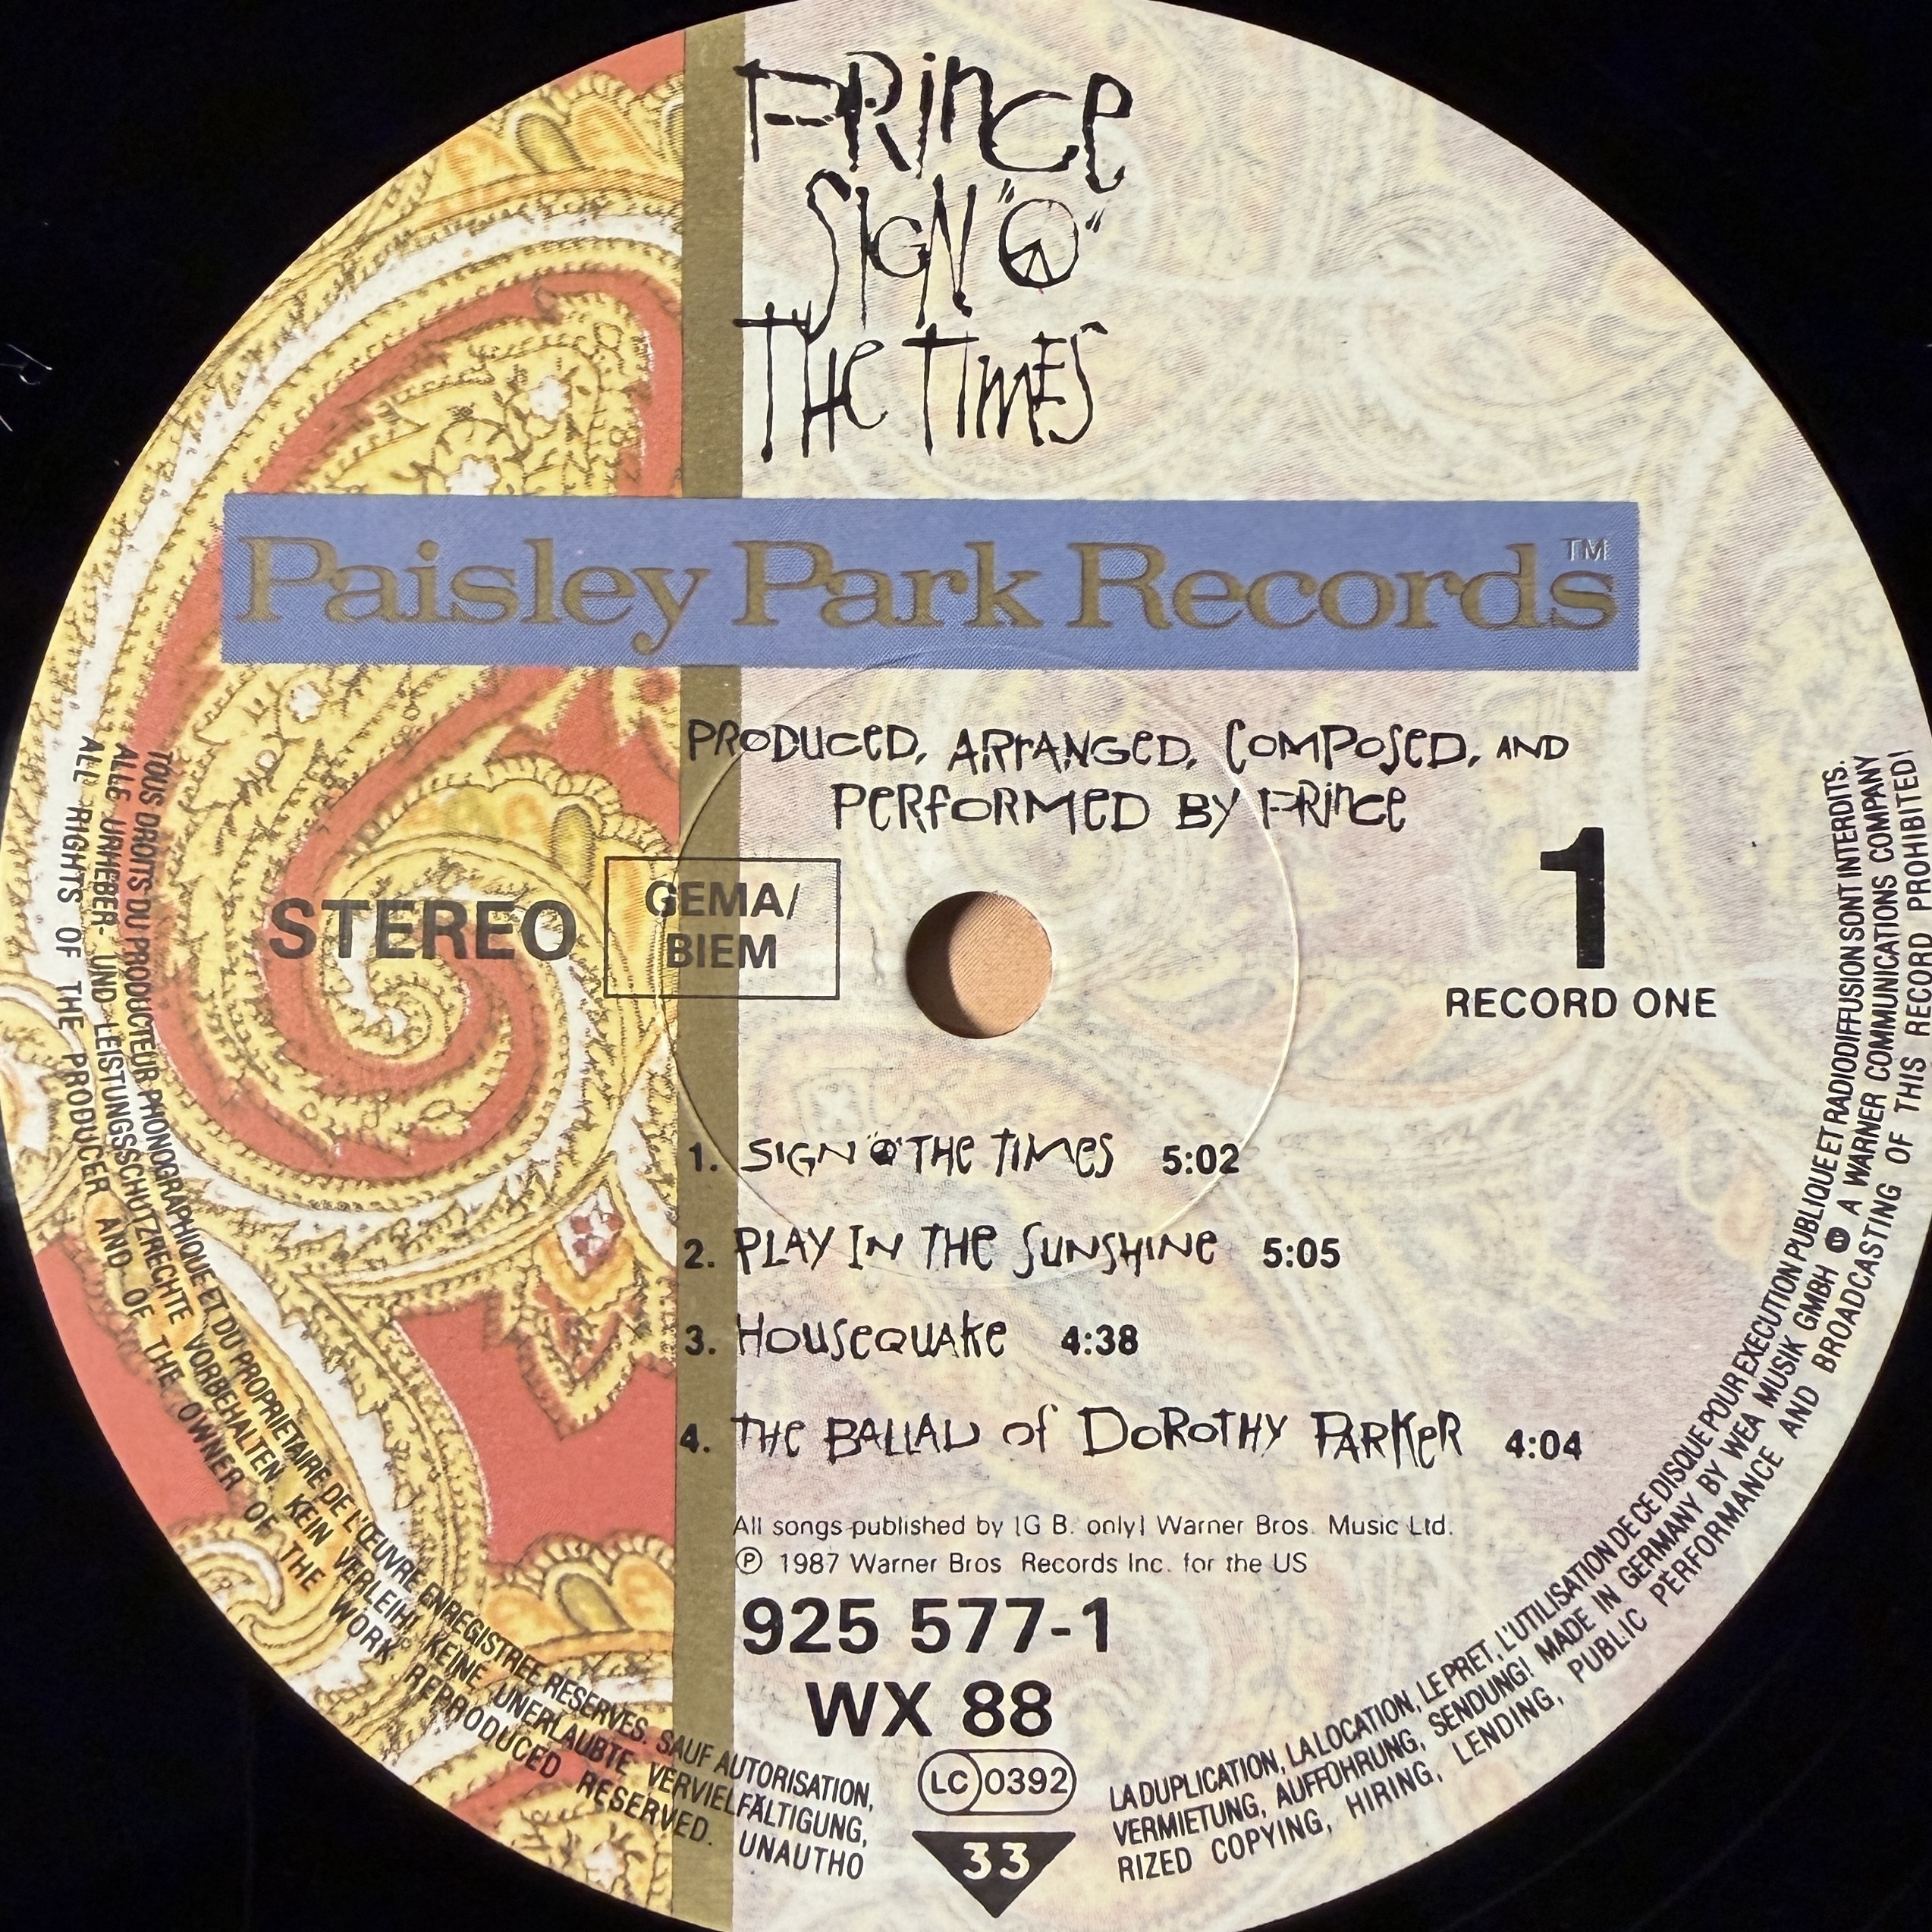 PRINCE
SIGN "☮"
THE TIMES
Paisley Park Records™
PRODUCED, ARRANGED, COMPOSED, AND
PERFORMED BY PRINCE
STEREO
GEMA/
BIEM
1
RECORD ONE
1. SIGN "☮" THE TIMES 5:02
2. PLAY IN THE SUNSHINE 5:05
3. HOUSEQUAKE 4:38
4. THE BALLAD OF DOROTHY PARKER 4:04
All songs published by [G B. only] Warner Bros. Music Ltd.
℗ 1987 Warner Bros Records Inc. for the US
925 577-1
WX 88
LC 0392
33
TOUS DROITS DU PRODUCTEUR PHONOGRAPHIQUE ET DU PROPRIETAIRE DE L'ŒUVRE ENREGISTREE RESERVES. SAUF AUTORISATION, LA DUPLICATION, LA LOCATION, LE PRET, L'UTILISATION DE CE DISQUE POUR EXECUTION PUBLIQUE ET RADIODIFFUSION SONT INTERDITS.
ALLE URHEBER- UND LEISTUNGSSCHUTZRECHTE VORBEHALTEN. KEIN VERLEIH! KEINE UNERLAUBTE VERVIELFÄLTIGUNG, VERMIETUNG, AUFFÜHRUNG, SENDUNG! MADE IN GERMANY BY WEA MUSIK GMBH Ⓦ A WARNER COMMUNICATIONS COMPANY
ALL RIGHTS OF THE PRODUCER AND OF THE OWNER OF THE WORK REPRODUCED RESERVED. UNAUTHORIZED COPYING, HIRING, LENDING, PUBLIC PERFORMANCE AND BROADCASTING OF THIS RECORD PROHIBITED!